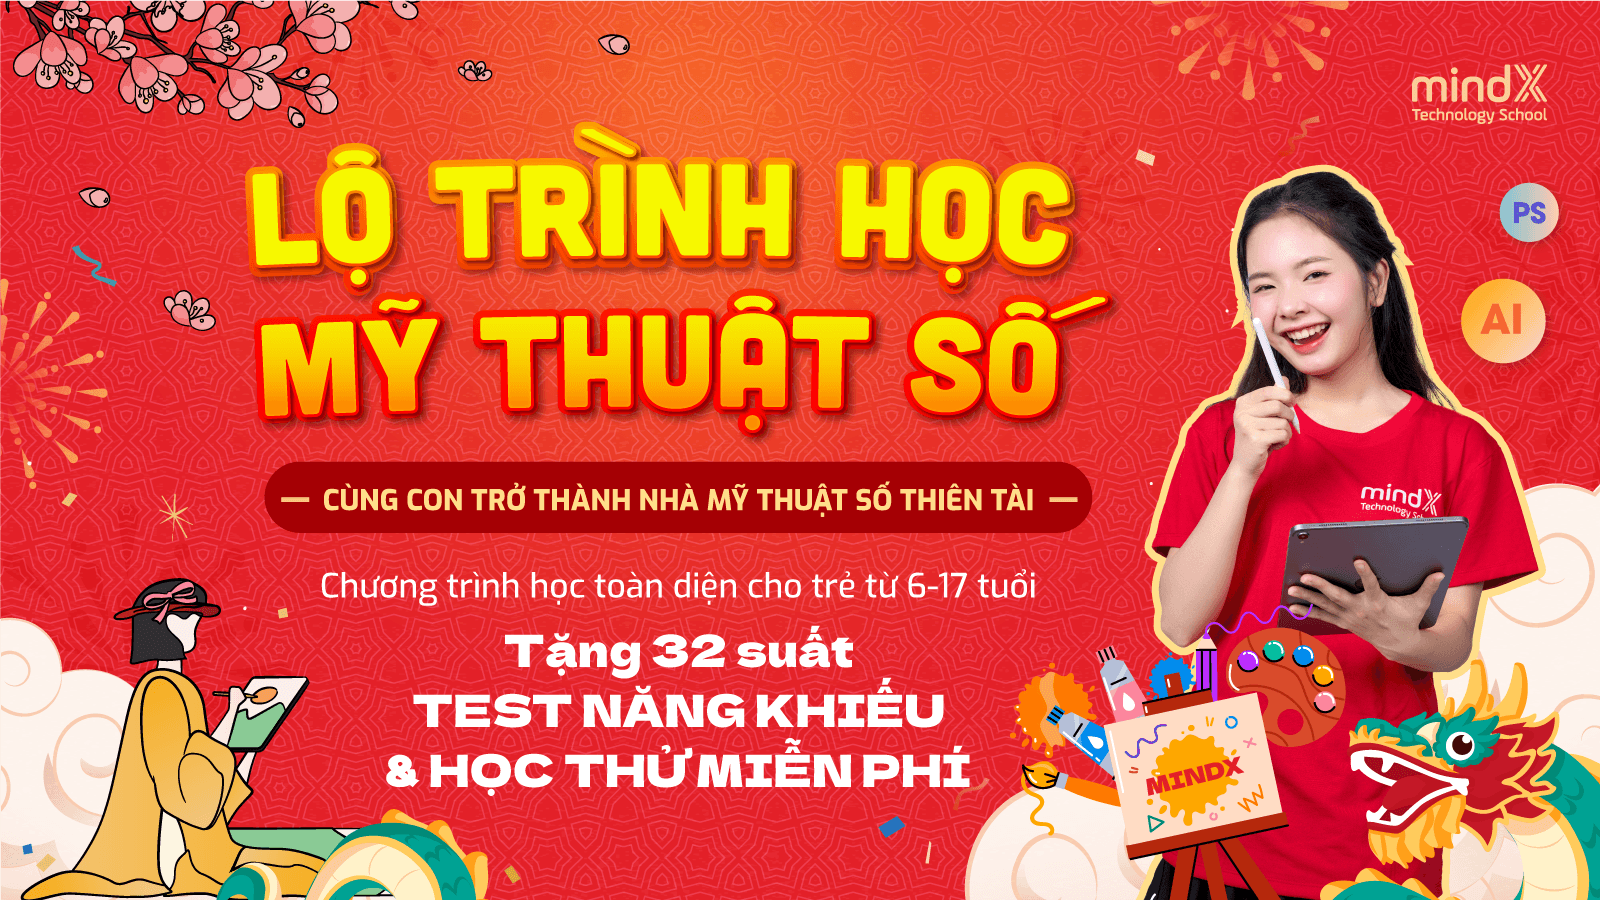 mindX
Technology School
LỘ TRÌNH HỌC
MỸ THUẬT SỐ
PS
AI
— CÙNG CON TRỞ THÀNH NHÀ MỸ THUẬT SỐ THIÊN TÀI —
mindX
Technology Sch
Chương trình học toàn diện cho trẻ từ 6-17 tuổi
Tặng 32 suất
TEST NĂNG KHIẾU
& HỌC THỬ MIỄN PHÍ
MINDX